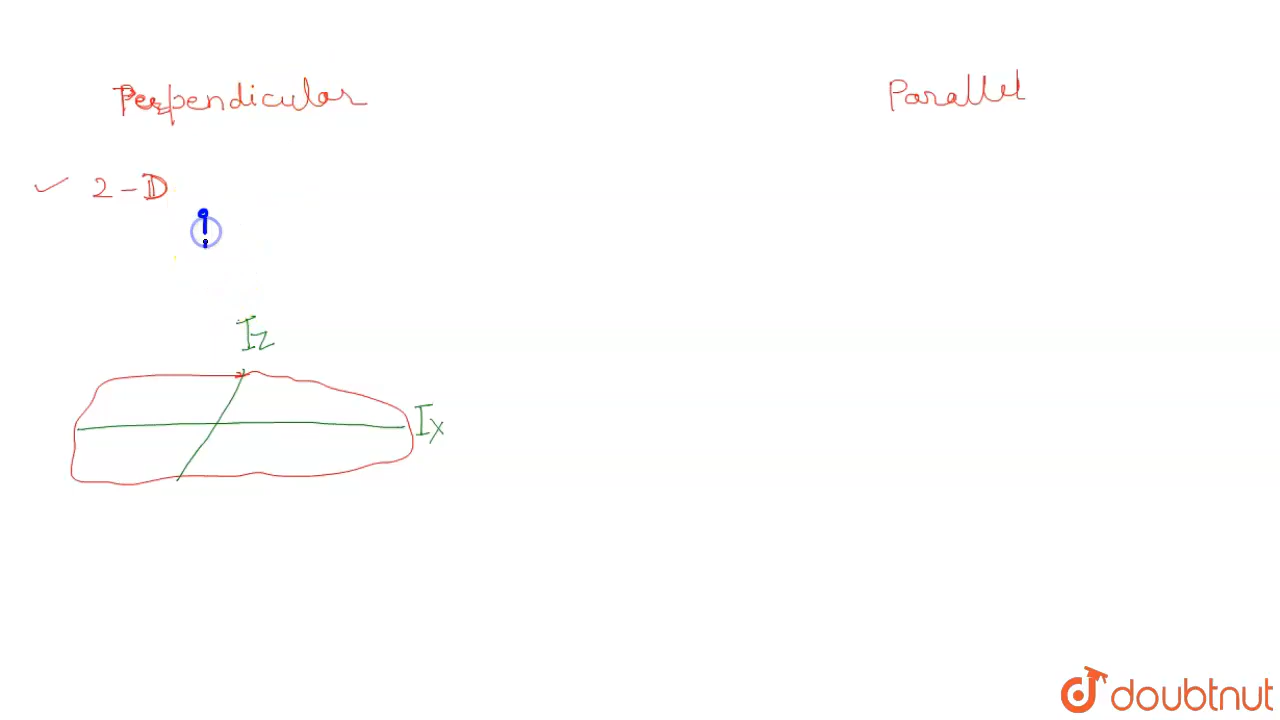 Perpendicular
Parallel
2-D
Iz
Ix
doubtnut